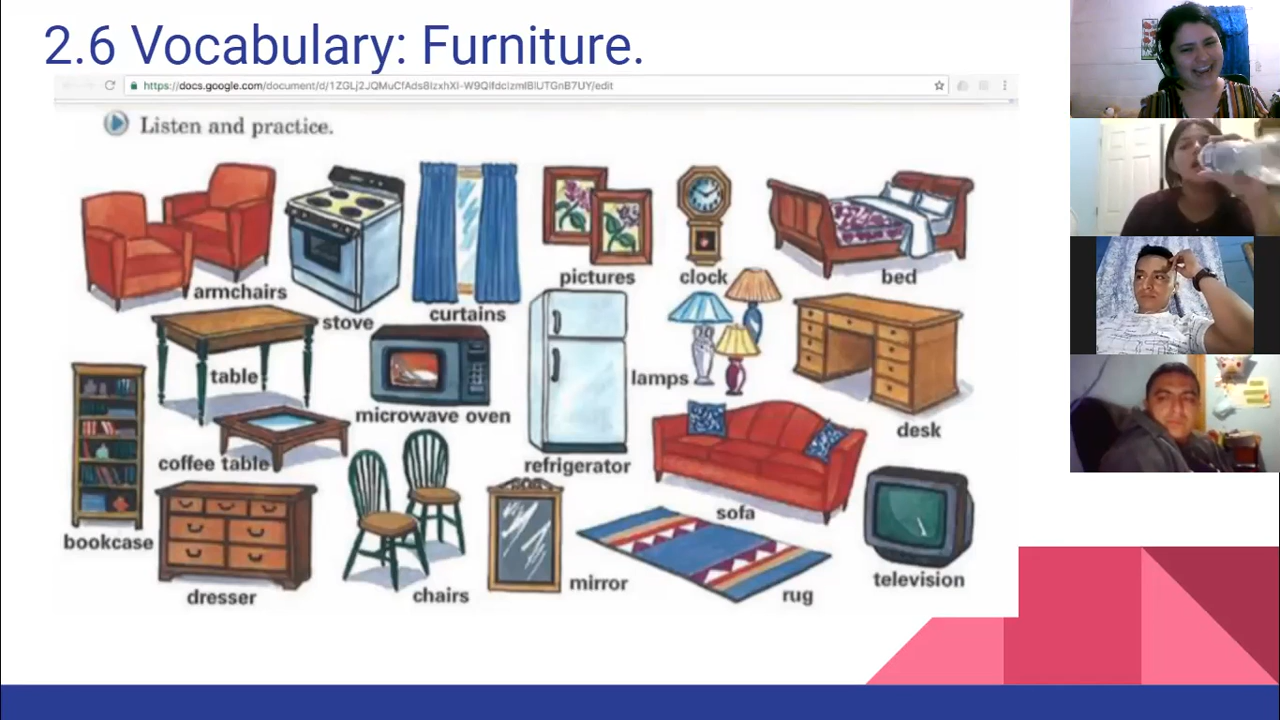 2.6 Vocabulary: Furniture.
Listen and practice.
armchairs
stove
curtains
pictures
clock
bed
table
microwave oven
lamps
desk
coffee table
refrigerator
sofa
bookcase
dresser
chairs
mirror
rug
television